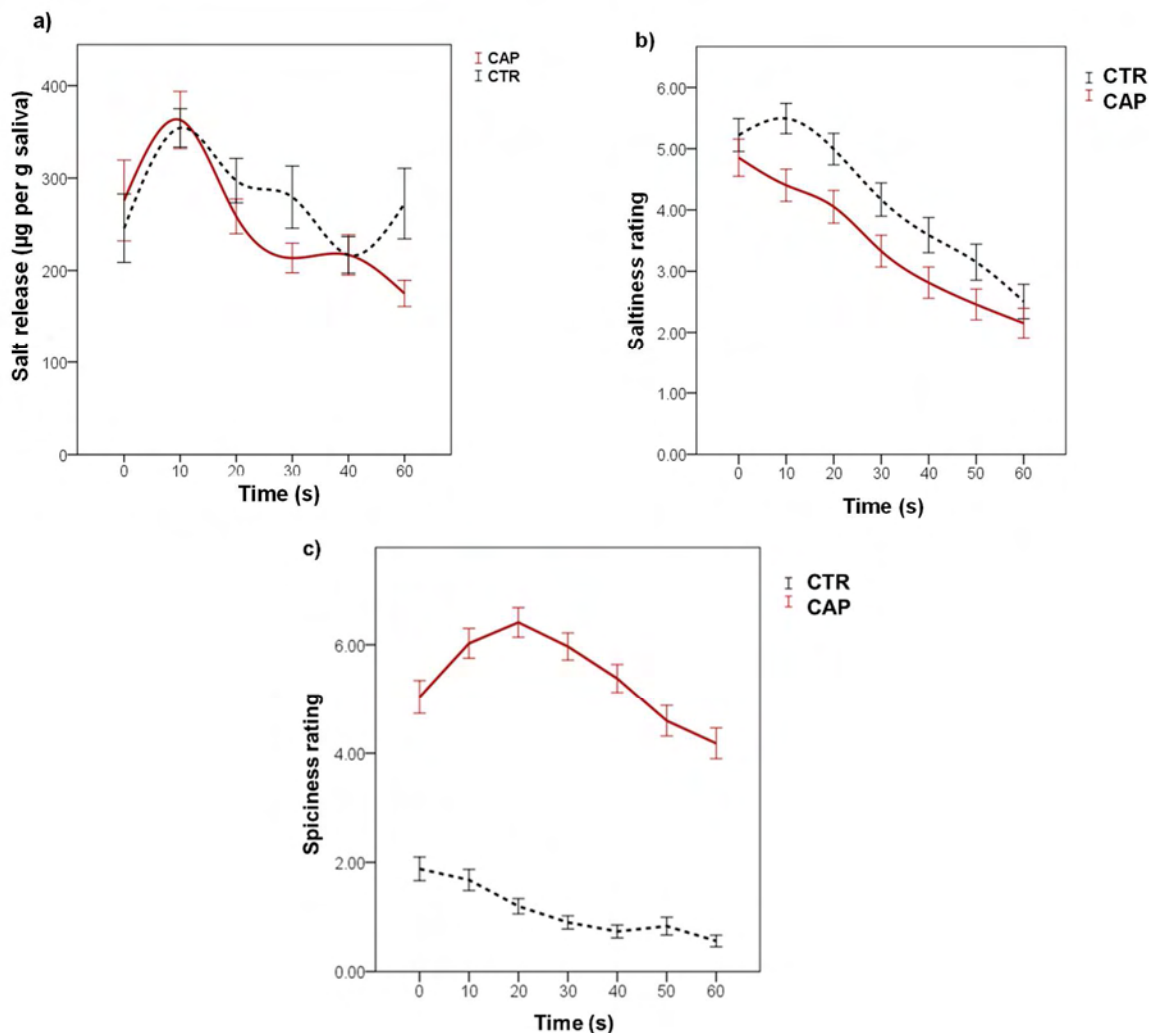 a)
CAP
CTR
400
300
200
100
0
Salt release (µg per g saliva)
0 10 20 30 40 60
Time (s)
b)
CTR
CAP
6.00
5.00
4.00
3.00
2.00
1.00
.00
Saltiness rating
0 10 20 30 40 50 60
Time (s)
c)
CTR
CAP
6.00
4.00
2.00
0.00
Spiciness rating
0 10 20 30 40 50 60
Time (s)